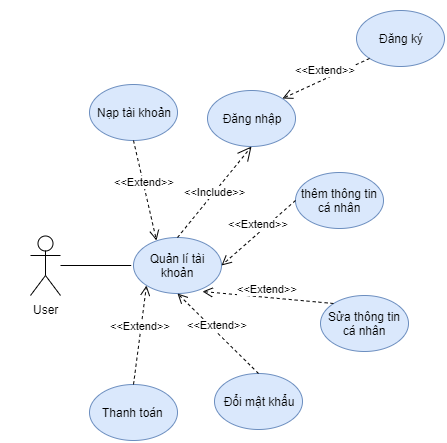 Đăng ký
<<Extend>>
Nạp tài khoản
Đăng nhập
<<Extend>>
<<Include>>
thêm thông tin
cá nhân
<<Extend>>
Quản lí tài
khoản
User
<<Extend>>
<<Extend>>
Sửa thông tin
cá nhân
<<Extend>>
Thanh toán
Đổi mật khẩu